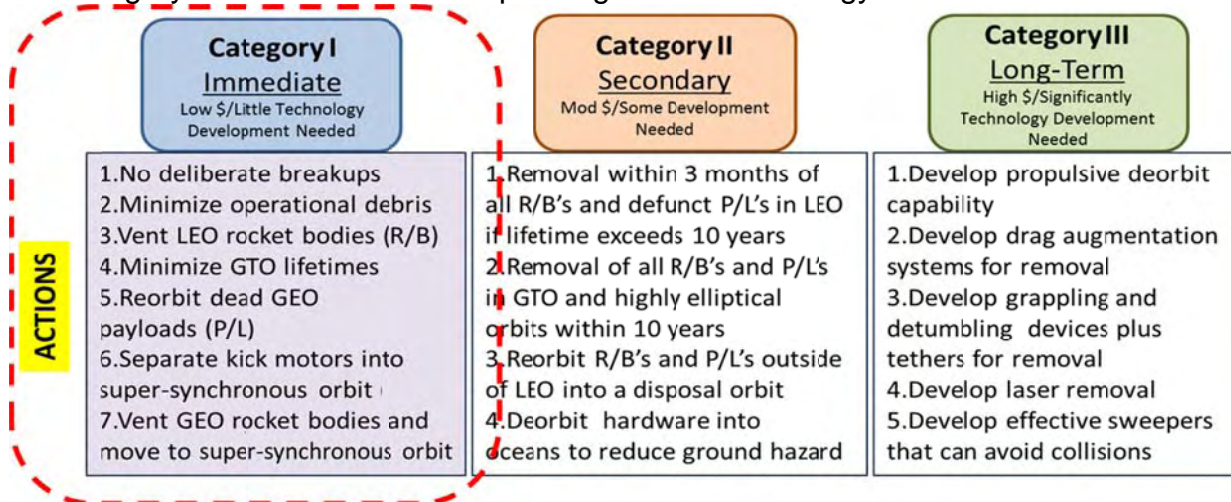 Category I
Immediate
Low $/Little Technology
Development Needed
Category II
Secondary
Mod $/Some Development
Needed
Category III
Long-Term
High $/Significantly
Technology Development
Needed
ACTIONS
1.No deliberate breakups
2.Minimize operational debris
3.Vent LEO rocket bodies (R/B)
4.Minimize GTO lifetimes
5.Reorbit dead GEO
payloads (P/L)
6.Separate kick motors into
super-synchronous orbit
7.Vent GEO rocket bodies and
move to super-synchronous orbit
1.Removal within 3 months of
all R/B's and defunct P/L's in LEO
if lifetime exceeds 10 years
2.Removal of all R/B's and P/L's
in GTO and highly elliptical
orbits within 10 years
3.Reorbit R/B's and P/L's outside
of LEO into a disposal orbit
4.Deorbit hardware into
oceans to reduce ground hazard
1.Develop propulsive deorbit
capability
2.Develop drag augmentation
systems for removal
3.Develop grappling and
detumbling devices plus
tethers for removal
4.Develop laser removal
5.Develop effective sweepers
that can avoid collisions